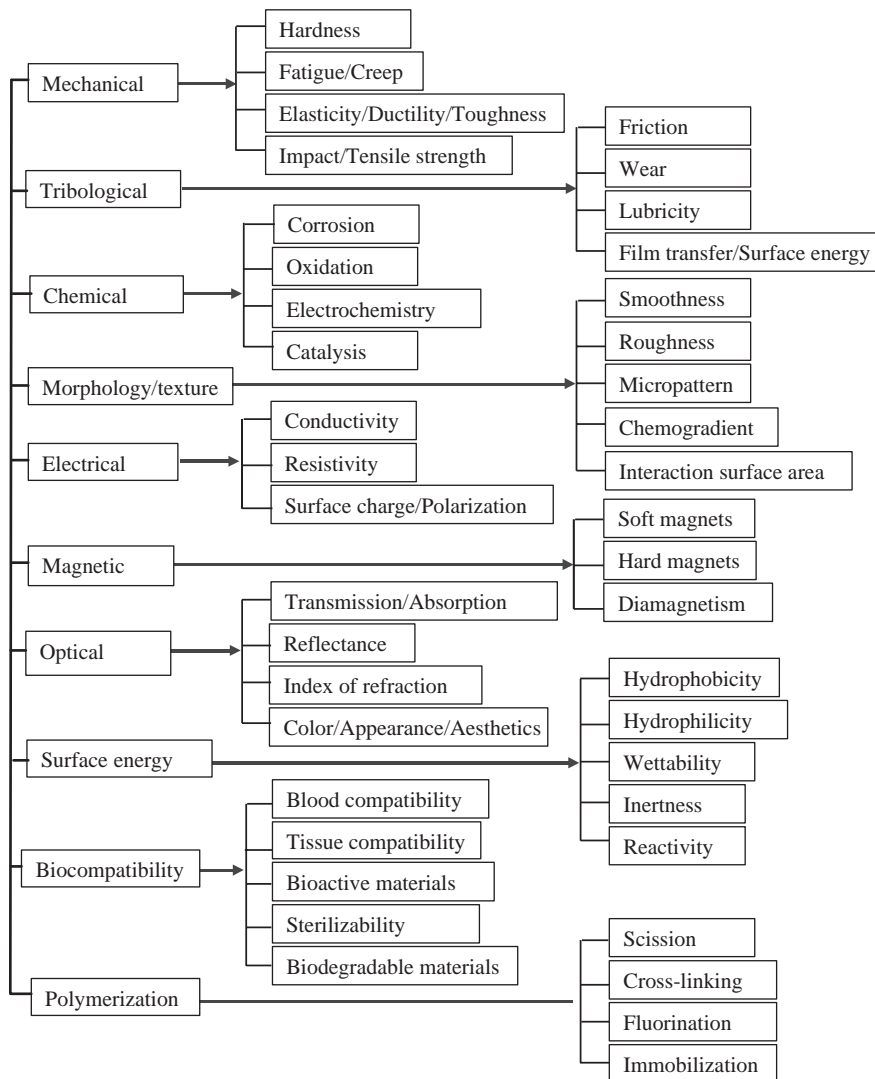 Mechanical
Hardness
Fatigue/Creep
Elasticity/Ductility/Toughness
Impact/Tensile strength
Tribological
Friction
Wear
Lubricity
Film transfer/Surface energy
Chemical
Corrosion
Oxidation
Electrochemistry
Catalysis
Morphology/texture
Smoothness
Roughness
Micropattern
Chemogradient
Interaction surface area
Electrical
Conductivity
Resistivity
Surface charge/Polarization
Magnetic
Soft magnets
Hard magnets
Diamagnetism
Optical
Transmission/Absorption
Reflectance
Index of refraction
Color/Appearance/Aesthetics
Surface energy
Hydrophobicity
Hydrophilicity
Wettability
Inertness
Reactivity
Biocompatibility
Blood compatibility
Tissue compatibility
Bioactive materials
Sterilizability
Biodegradable materials
Polymerization
Scission
Cross-linking
Fluorination
Immobilization